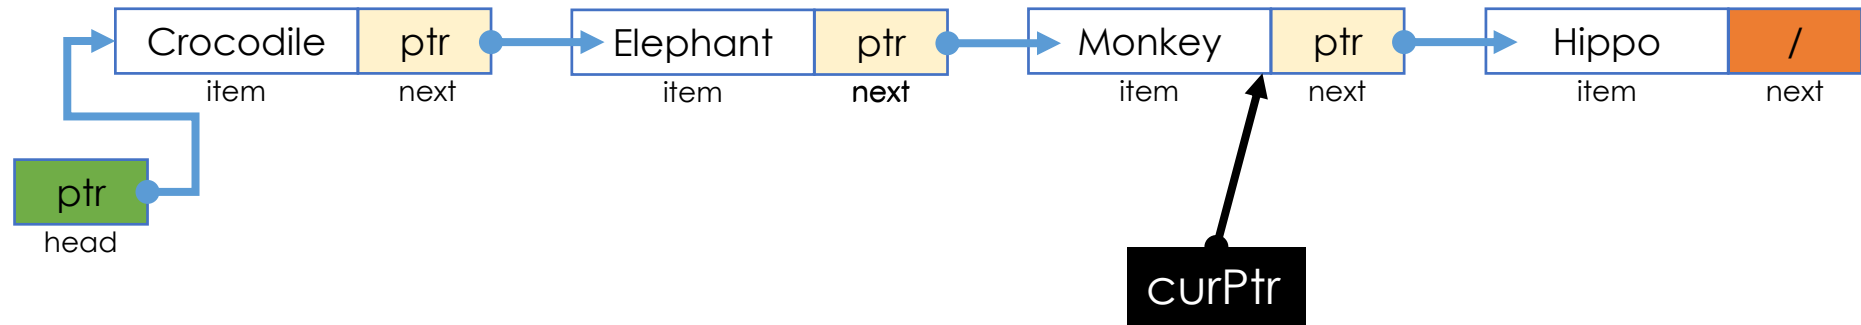 Crocodile ptr Elephant ptr Monkey ptr Hippo /
item next item next item next item next
ptr
head
curPtr